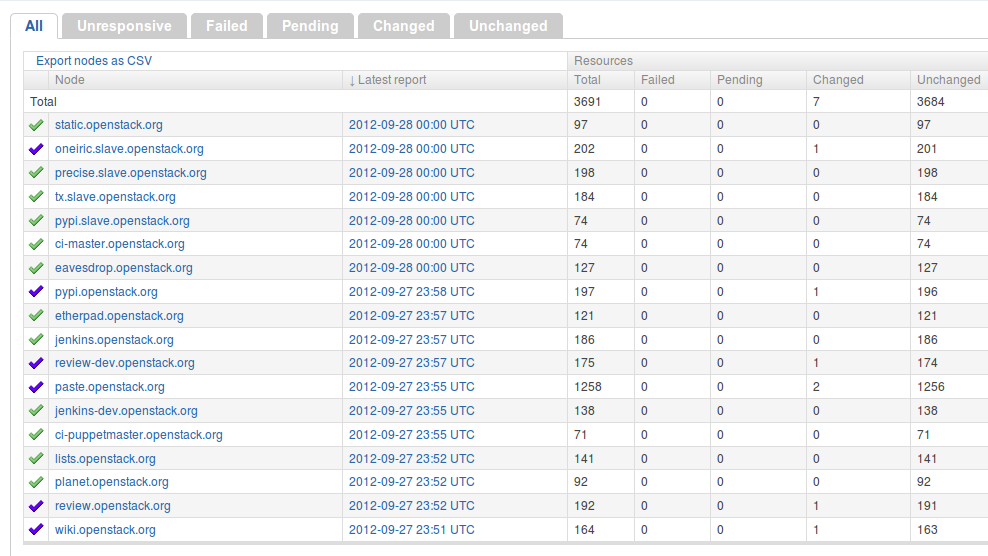 All Unresponsive Failed Pending Changed Unchanged
Export nodes as CSV Resources
Node ↓ Latest report Total Failed Pending Changed Unchanged
Total 3691 0 0 7 3684
static.openstack.org 2012-09-28 00:00 UTC 97 0 0 0 97
oneiric.slave.openstack.org 2012-09-28 00:00 UTC 202 0 0 1 201
precise.slave.openstack.org 2012-09-28 00:00 UTC 198 0 0 0 198
tx.slave.openstack.org 2012-09-28 00:00 UTC 184 0 0 0 184
pypi.slave.openstack.org 2012-09-28 00:00 UTC 74 0 0 0 74
ci-master.openstack.org 2012-09-28 00:00 UTC 74 0 0 0 74
eavesdrop.openstack.org 2012-09-28 00:00 UTC 127 0 0 0 127
pypi.openstack.org 2012-09-27 23:58 UTC 197 0 0 1 196
etherpad.openstack.org 2012-09-27 23:57 UTC 121 0 0 0 121
jenkins.openstack.org 2012-09-27 23:57 UTC 186 0 0 0 186
review-dev.openstack.org 2012-09-27 23:57 UTC 175 0 0 1 174
paste.openstack.org 2012-09-27 23:55 UTC 1258 0 0 2 1256
jenkins-dev.openstack.org 2012-09-27 23:55 UTC 138 0 0 0 138
ci-puppetmaster.openstack.org 2012-09-27 23:55 UTC 71 0 0 0 71
lists.openstack.org 2012-09-27 23:52 UTC 141 0 0 0 141
planet.openstack.org 2012-09-27 23:52 UTC 92 0 0 0 92
review.openstack.org 2012-09-27 23:52 UTC 192 0 0 1 191
wiki.openstack.org 2012-09-27 23:51 UTC 164 0 0 1 163